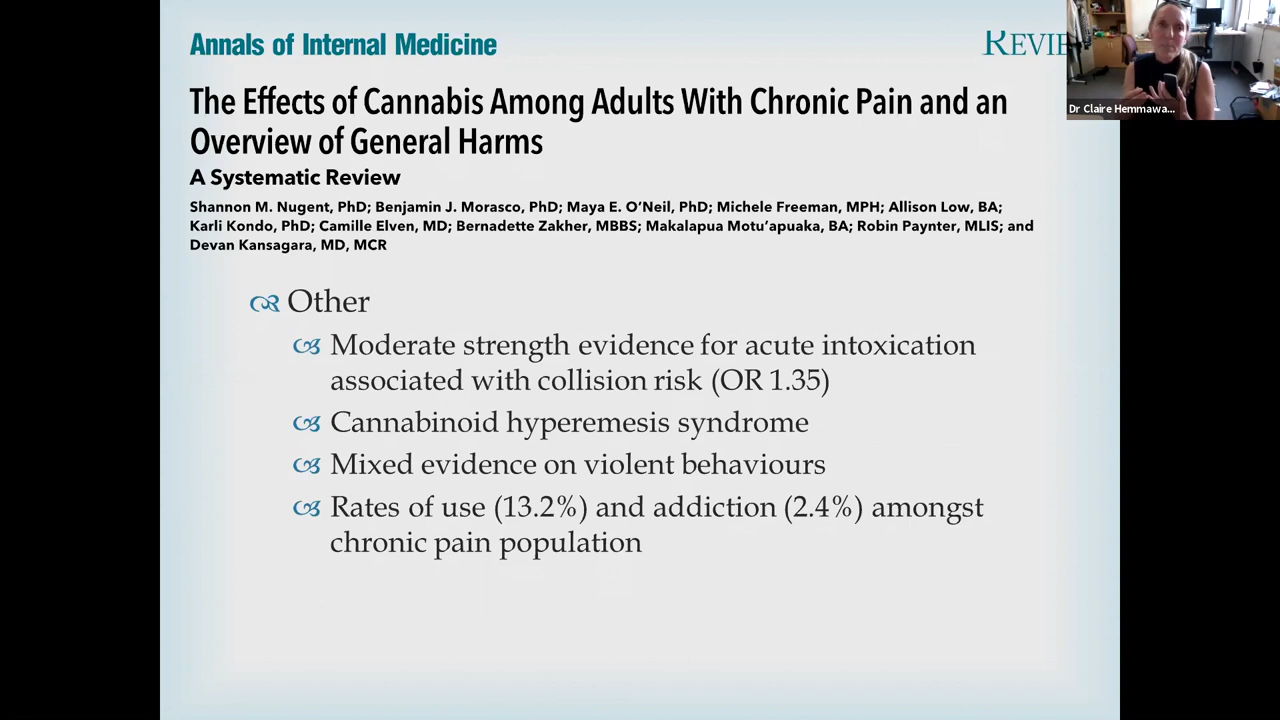 Annals of Internal Medicine
REVIE
The Effects of Cannabis Among Adults With Chronic Pain and an
Overview of General Harms
A Systematic Review
Shannon M. Nugent, PhD; Benjamin J. Morasco, PhD; Maya E. O’Neil, PhD; Michele Freeman, MPH; Allison Low, BA;
Karli Kondo, PhD; Camille Elven, MD; Bernadette Zakher, MBBS; Makalapua Motu’apuaka, BA; Robin Paynter, MLIS; and
Devan Kansagara, MD, MCR
Dr Claire Hemmawa...
Other
Moderate strength evidence for acute intoxication
associated with collision risk (OR 1.35)
Cannabinoid hyperemesis syndrome
Mixed evidence on violent behaviours
Rates of use (13.2%) and addiction (2.4%) amongst
chronic pain population